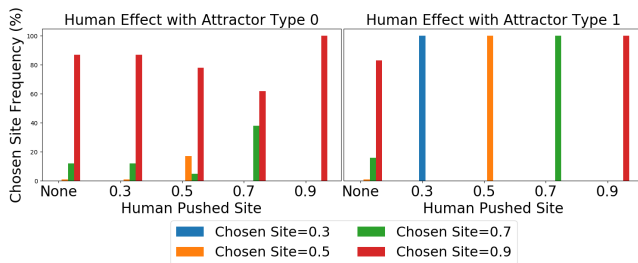 Human Effect with Attractor Type 0 Human Effect with Attractor Type 1
Chosen Site Frequency (%)
100
80
60
40
20
0
None 0.3 0.5 0.7 0.9 None 0.3 0.5 0.7 0.9
Human Pushed Site Human Pushed Site
Chosen Site=0.3 Chosen Site=0.7
Chosen Site=0.5 Chosen Site=0.9